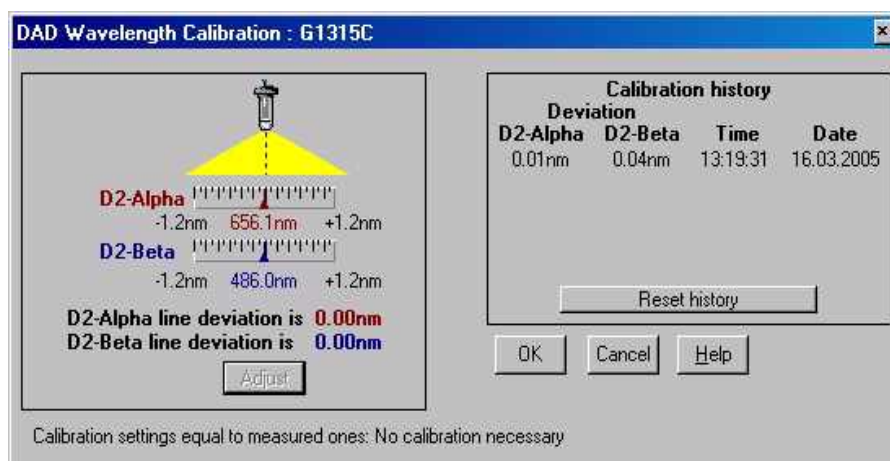 DAD Wavelength Calibration : G1315C
D2-Alpha
-1.2nm 656.1nm +1.2nm
D2-Beta
-1.2nm 486.0nm +1.2nm
D2-Alpha line deviation is 0.00nm
D2-Beta line deviation is 0.00nm
Adjust
Calibration history
Deviation
D2-Alpha D2-Beta Time Date
0.01nm 0.04nm 13:19:31 16.03.2005
Reset history
OK Cancel Help
Calibration settings equal to measured ones: No calibration necessary